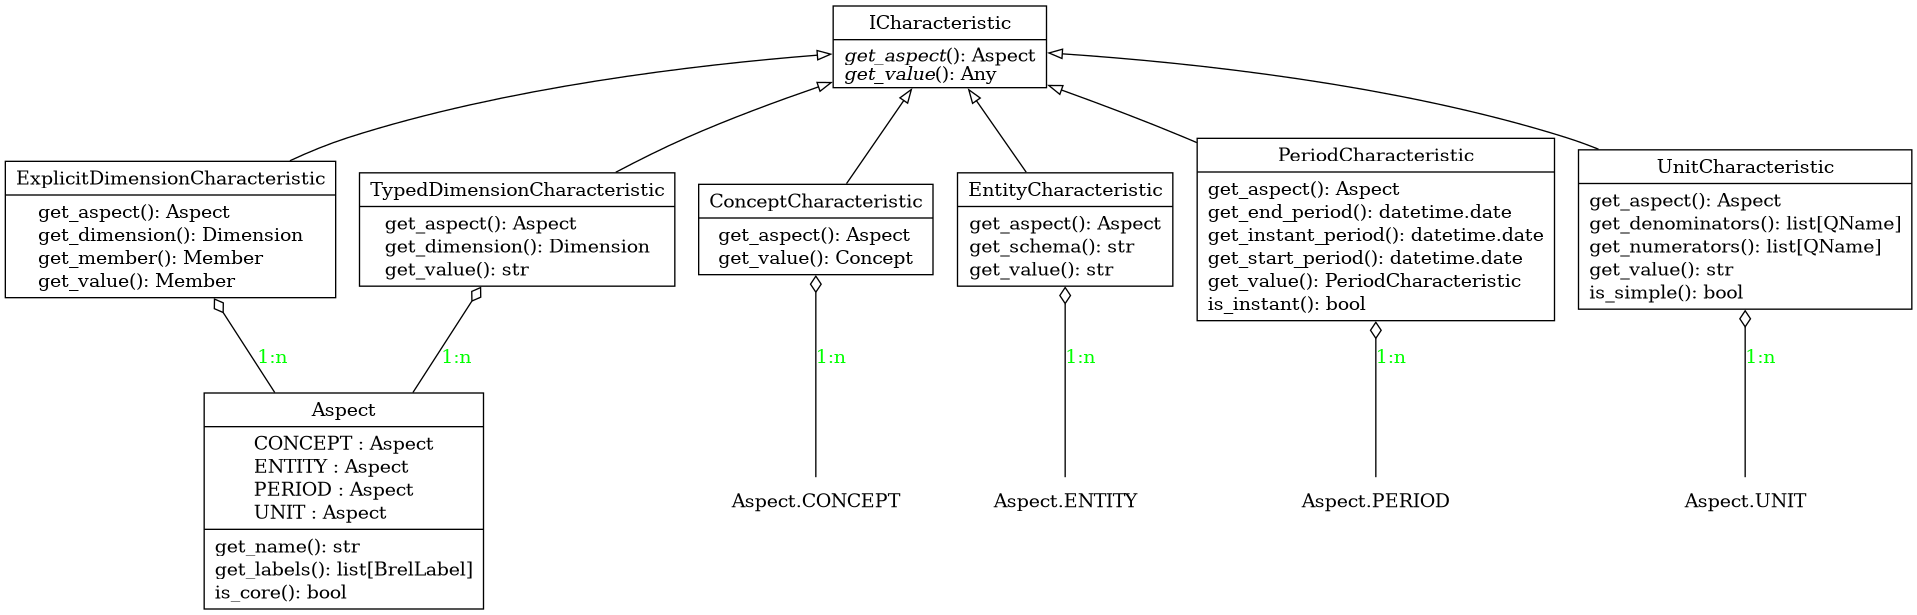 ICharacteristic
get_aspect(): Aspect
get_value(): Any
ExplicitDimensionCharacteristic
get_aspect(): Aspect
get_dimension(): Dimension
get_member(): Member
get_value(): Member
TypedDimensionCharacteristic
get_aspect(): Aspect
get_dimension(): Dimension
get_value(): str
ConceptCharacteristic
get_aspect(): Aspect
get_value(): Concept
EntityCharacteristic
get_aspect(): Aspect
get_schema(): str
get_value(): str
PeriodCharacteristic
get_aspect(): Aspect
get_end_period(): datetime.date
get_instant_period(): datetime.date
get_start_period(): datetime.date
get_value(): PeriodCharacteristic
is_instant(): bool
UnitCharacteristic
get_aspect(): Aspect
get_denominators(): list[QName]
get_numerators(): list[QName]
get_value(): str
is_simple(): bool
1:n
1:n
1:n
1:n
1:n
1:n
Aspect
CONCEPT : Aspect
ENTITY : Aspect
PERIOD : Aspect
UNIT : Aspect
get_name(): str
get_labels(): list[BrelLabel]
is_core(): bool
Aspect.CONCEPT
Aspect.ENTITY
Aspect.PERIOD
Aspect.UNIT